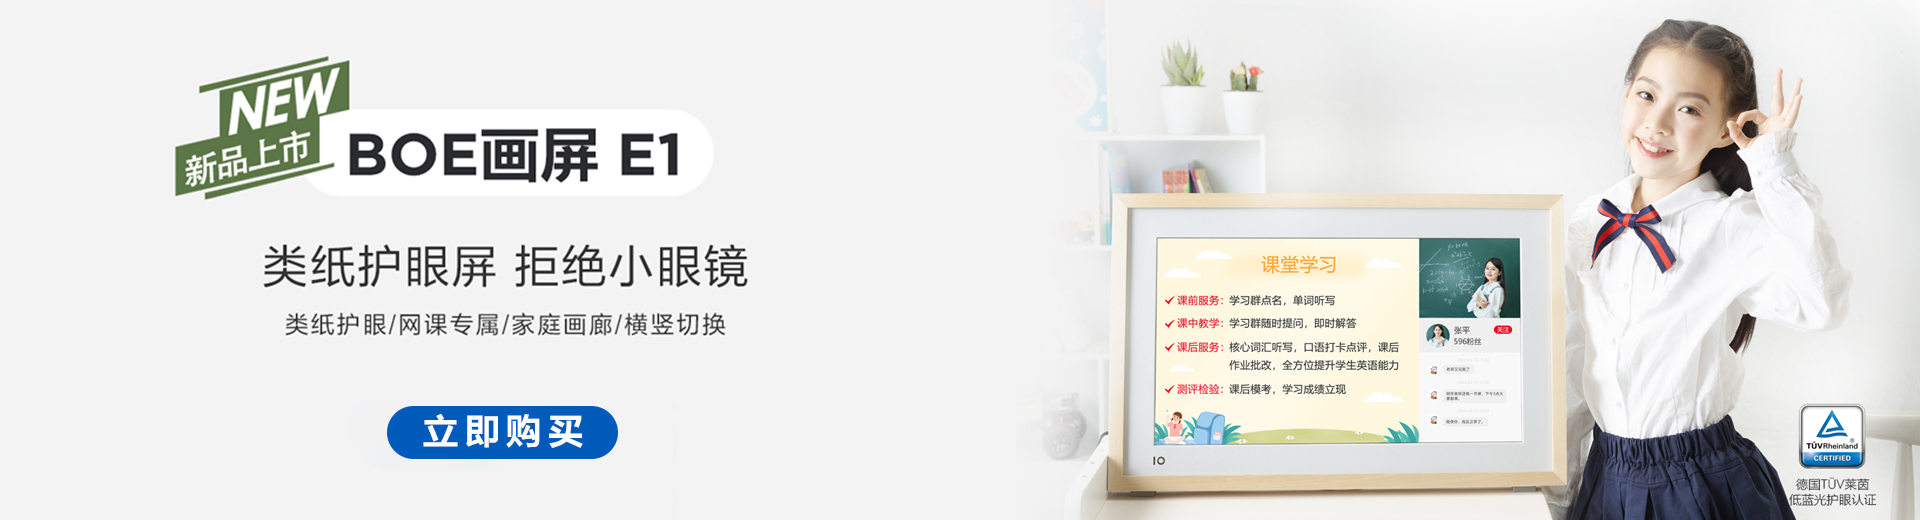 NEW
新品上市
BOE画屏 E1
类纸护眼屏 拒绝小眼镜
类纸护眼/网课专属/家庭画廊/横竖切换
立即购买
课堂学习
课前服务：学习群点名，单词听写
课中教学：学习群随时提问，即时解答
课后服务：核心词汇听写，口语打卡点评，课后
作业批改，全方位提升学生英语能力
测评检验：课后模考，学习成绩立现
张平
关注
596粉丝
TÜVRheinland
CERTIFIED
德国TÜV莱茵
低蓝光护眼认证